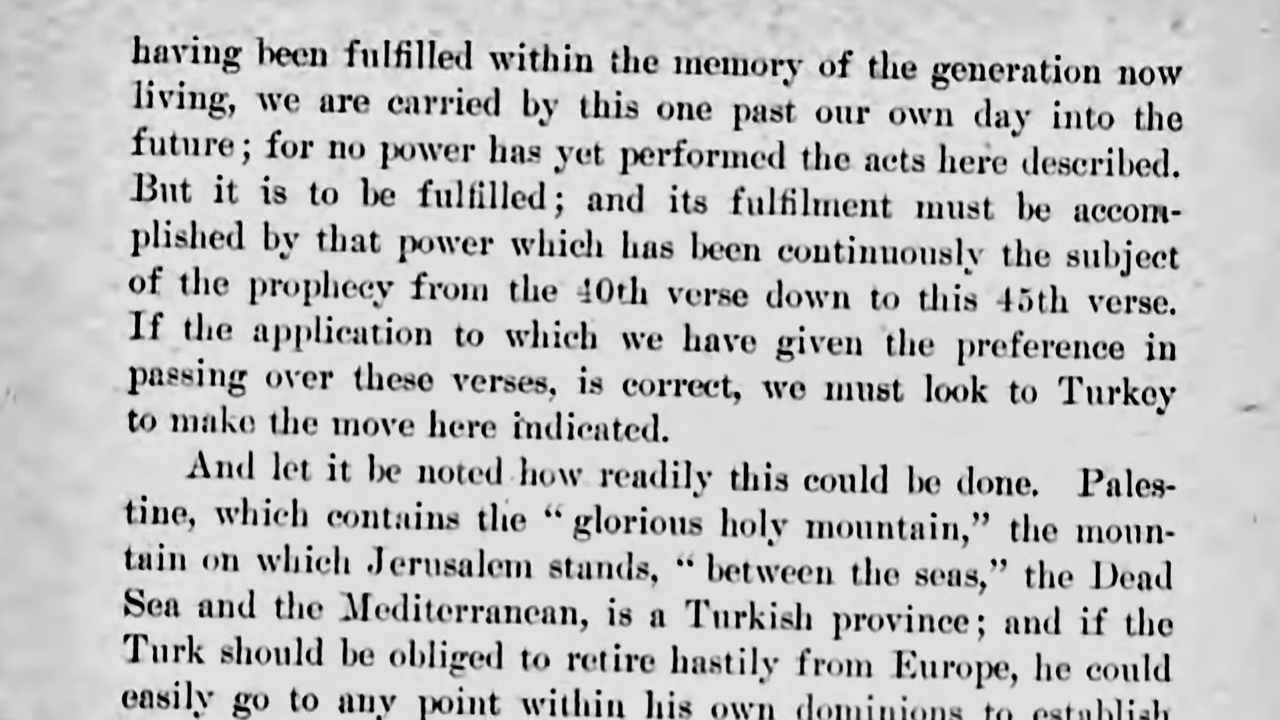 having been fulfilled within the memory of the generation now
living, we are carried by this one past our own day into the
future; for no power has yet performed the acts here described.
But it is to be fulfilled; and its fulfilment must be accom-
plished by that power which has been continuously the subject
of the prophecy from the 40th verse down to this 45th verse.
If the application to which we have given the preference in
passing over these verses, is correct, we must look to Turkey
to make the move here indicated.
And let it be noted how readily this could be done. Pales-
tine, which contains the “ glorious holy mountain,” the moun-
tain on which Jerusalem stands, “ between the seas,” the Dead
Sea and the Mediterranean, is a Turkish province; and if the
Turk should be obliged to retire hastily from Europe, he could
easily go to any point within his own dominions to establish